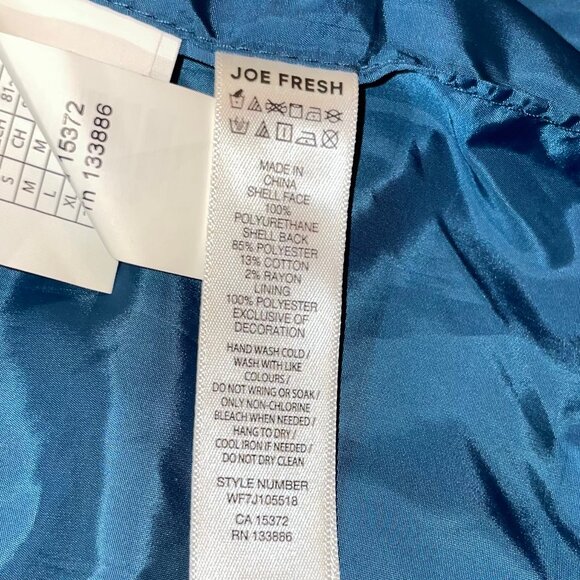 JOE FRESH
MADE IN
CHINA
SHELL FACE
100%
POLYURETHANE
SHELL BACK
85% POLYESTER
13% COTTON
2% RAYON
LINING
100% POLYESTER
EXCLUSIVE OF
DECORATION
HAND WASH COLD /
WASH WITH LIKE
COLOURS /
DO NOT WRING OR SOAK /
ONLY NON-CHLORINE
BLEACH WHEN NEEDED /
HANG TO DRY /
COOL IRON IF NEEDED /
DO NOT DRY CLEAN
STYLE NUMBER
WF7J105518
CA 15372
RN 133886
15372
rn 133886
CH
81-
S
M
M
L
XL